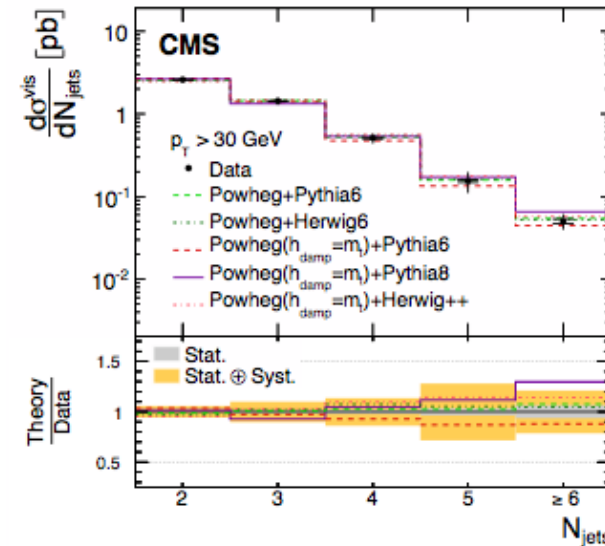 CMS
dσ^vis/dN_jets [pb]
10
1
10^-1
10^-2
p_T > 30 GeV
Data
Powheg+Pythia6
Powheg+Herwig6
Powheg(h_damp=m_t)+Pythia6
Powheg(h_damp=m_t)+Pythia8
Powheg(h_damp=m_t)+Herwig++
Theory/Data
1.5
1
0.5
Stat.
Stat. ⊕ Syst.
2 3 4 5 ≥ 6
N_jets